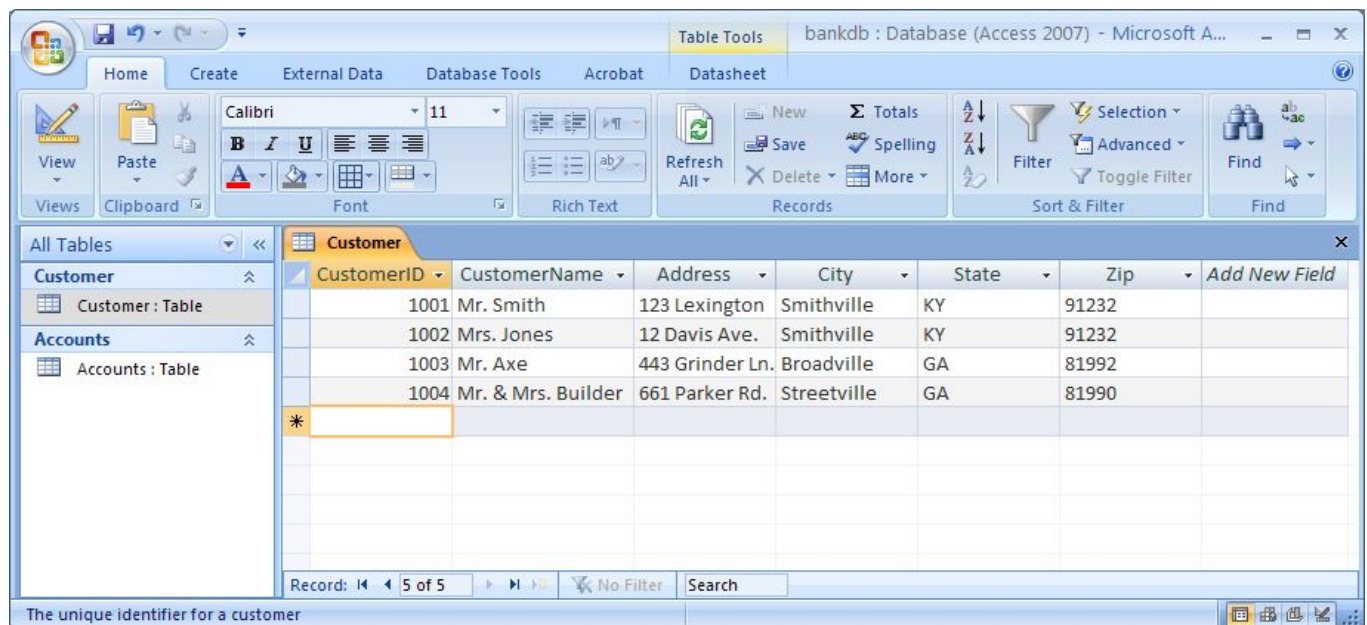 Table Tools bankdb : Database (Access 2007) - Microsoft A...
Home Create External Data Database Tools Acrobat Datasheet
View
Views
Paste
Clipboard
Calibri 11
B I U
A
Font
Rich Text
Refresh All
New
Save
Delete
Σ Totals
Spelling
More
Records
Filter
Selection
Advanced
Toggle Filter
Sort & Filter
Find
Find
All Tables
Customer
Customer : Table
Accounts
Accounts : Table
Customer
CustomerID CustomerName Address City State Zip Add New Field
1001 Mr. Smith 123 Lexington Smithville KY 91232
1002 Mrs. Jones 12 Davis Ave. Smithville KY 91232
1003 Mr. Axe 443 Grinder Ln. Broadville GA 81992
1004 Mr. & Mrs. Builder 661 Parker Rd. Streetville GA 81990
Record: 5 of 5 No Filter Search
The unique identifier for a customer